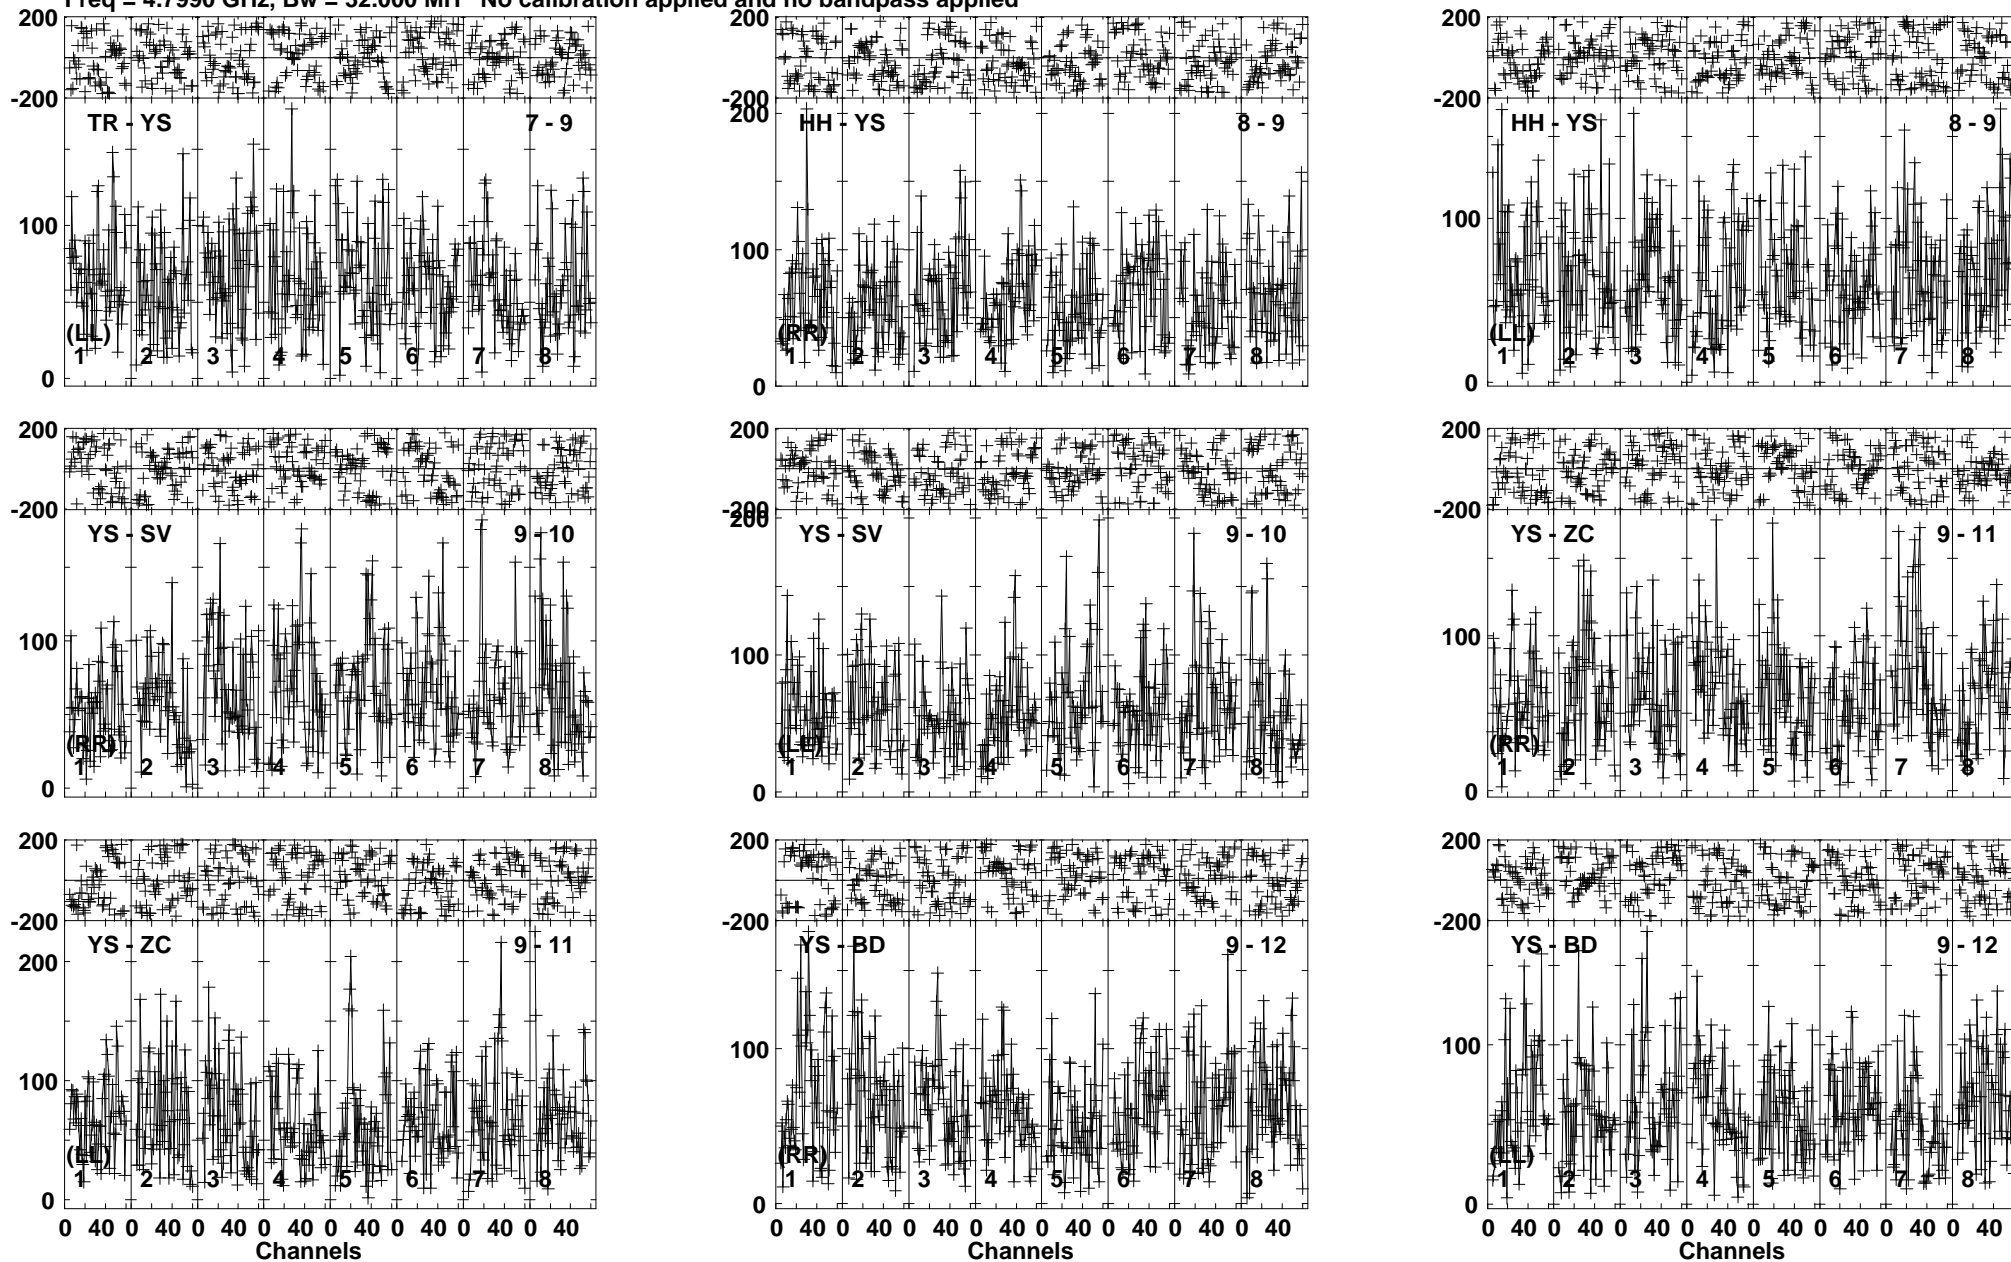 Freq = 4.7990 GHz, Bw = 32.000 MH No calibration applied and no bandpass applied
200 200 200
-200 -200 -200
TR - YS 7 - 9 HH - YS 8 - 9 HH - YS 8 - 9
200
100 100 100
(LL) (RR) (LL)
1 2 3 4 5 6 7 8 1 2 3 4 5 6 7 8 1 2 3 4 5 6 7 8
0 0 0
200 200 200
-200 -200 -200
200
YS - SV 9 - 10 YS - SV 9 - 10 YS - ZC 9 - 11
100 100 100
(RR) (LL) (RR)
1 2 3 4 5 6 7 8 1 2 3 4 5 6 7 8 1 2 3 4 5 6 7 8
0 0 0
200 200 200
-200 -200 -200
YS - ZC 9 - 11 YS - BD 9 - 12 YS - BD 9 - 12
200
100 100 100
(LL) (RR) (LL)
1 2 3 4 5 6 7 8 1 2 3 4 5 6 7 8 1 2 3 4 5 6 7 8
0 0 0
0 40 0 40 0 40 0 40 0 40 0 40 0 40 0 40 0 40 0 40 0 40 0 40 0 40 0 40 0 40 0 40 0 40 0 40 0 40 0 40 0 40 0 40 0 40 0 40
Channels Channels Channels